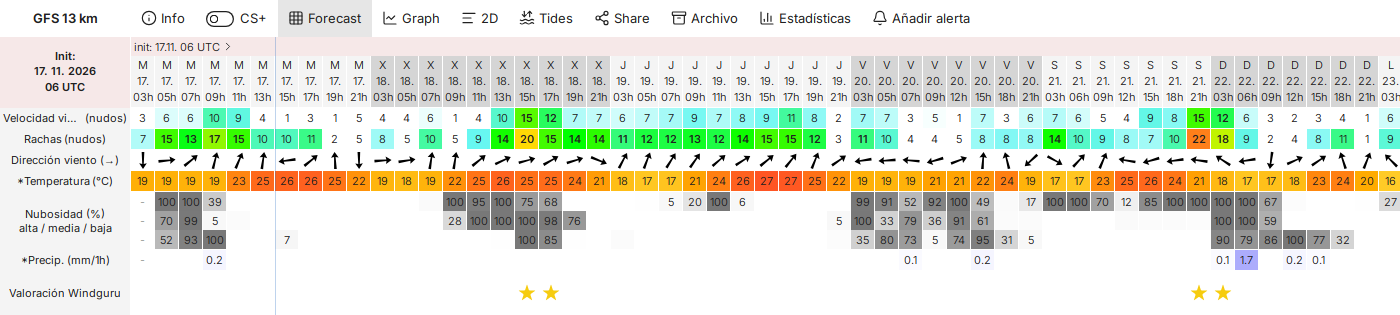 GFS 13 km
Info
CS+
Forecast
Graph
2D
Tides
Share
Archivo
Estadísticas
Añadir alerta
Init:
17. 11. 2026
06 UTC
init: 17.11. 06 UTC
M M M M M M M M M M X X X X X X X X X X J J J J J J J J J J V V V V V V V V S S S S S S S D D D D D D D L
17. 17. 17. 17. 17. 17. 17. 17. 17. 17. 18. 18. 18. 18. 18. 18. 18. 18. 18. 18. 19. 19. 19. 19. 19. 19. 19. 19. 19. 19. 20. 20. 20. 20. 20. 20. 20. 20. 21. 21. 21. 21. 21. 21. 21. 22. 22. 22. 22. 22. 22. 22. 23.
03h 05h 07h 09h 11h 13h 15h 17h 19h 21h 03h 05h 07h 09h 11h 13h 15h 17h 19h 21h 03h 05h 07h 09h 11h 13h 15h 17h 19h 21h 03h 05h 07h 09h 12h 15h 18h 21h 03h 06h 09h 12h 15h 18h 21h 03h 06h 09h 12h 15h 18h 21h 03h
Velocidad vi... (nudos) 3 6 6 10 9 4 1 3 1 5 4 4 6 1 4 10 15 12 7 7 6 7 7 9 7 7 8 11 8 2 7 7 4 4 5 4 4 5 6 4 5 4 9 8 15 12 6 3 4 3 4 1 6
Rachas (nudos) 7 15 13 17 15 10 10 11 2 5 8 5 10 5 9 14 20 15 14 14 11 12 12 12 12 14 9 15 15 12 3 11 10 4 4 5 8 8 8 14 10 9 5 9 11 22 18 9 2 4 8 11 1 9
Dirección viento (→)
*Temperatura (°C) 19 19 19 19 23 25 26 26 25 22 19 18 19 22 25 26 25 25 24 21 18 17 17 21 24 26 27 27 25 22 19 19 19 21 21 22 21 19 17 17 23 25 26 24 21 18 17 17 18 23 24 20 16
Nubosidad (%)
alta / media / baja
- 100 100 39 100 95 100 75 68 5 20 100 6 99 91 52 92 100 49 17 100 100 70 12 85 100 100 100 100 67 27
- 70 99 5 28 100 100 100 98 76 5 100 33 79 36 91 61 100 100 59
- 52 93 100 7 100 85 35 80 73 5 74 95 31 5 90 79 86 100 77 32
*Precip. (mm/1h) - 0.2 0.1 0.2 0.1 1.7 0.2 0.1
Valoración Windguru